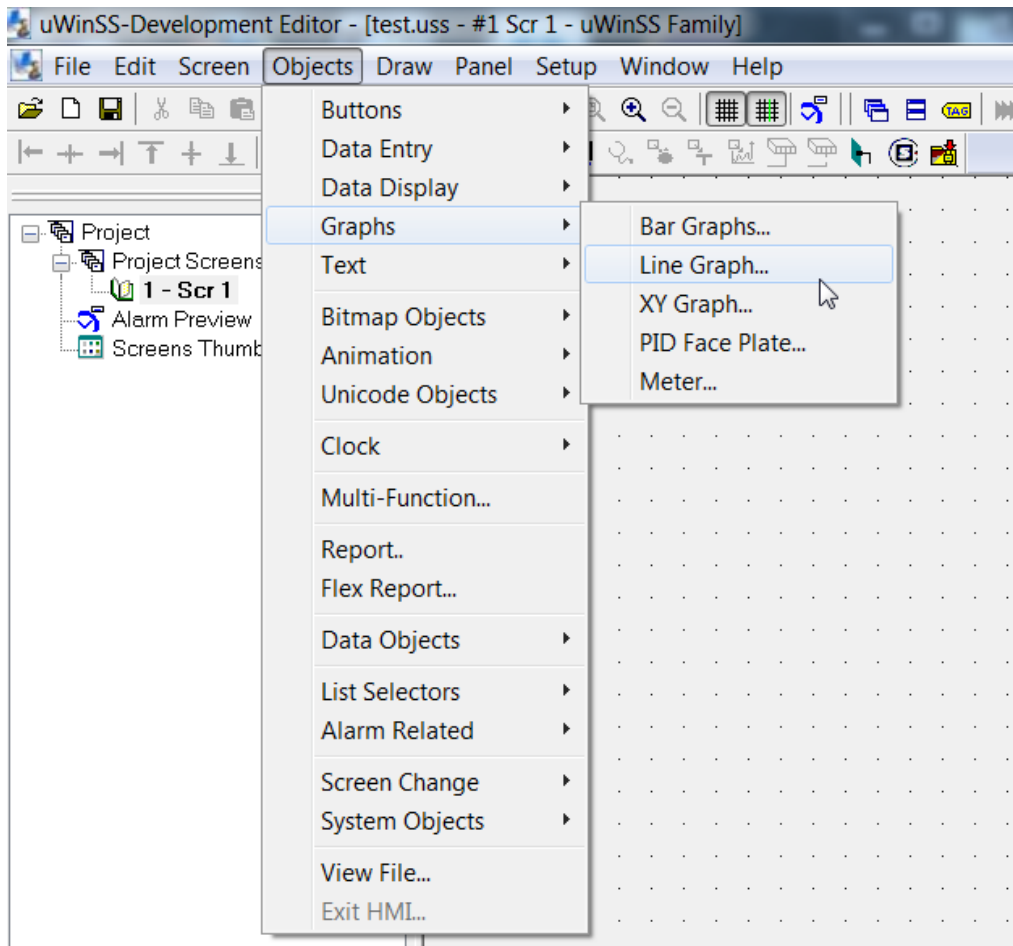 uWinSS-Development Editor - [test.uss - #1 Scr 1 - uWinSS Family]
File Edit Screen Objects Draw Panel Setup Window Help
TAG
Project
Project Screens
1 - Scr 1
Alarm Preview
Screens Thumb
Buttons
Data Entry
Data Display
Graphs
Text
Bitmap Objects
Animation
Unicode Objects
Clock
Multi-Function...
Report..
Flex Report...
Data Objects
List Selectors
Alarm Related
Screen Change
System Objects
View File...
Exit HMI...
Bar Graphs...
Line Graph...
XY Graph...
PID Face Plate...
Meter...